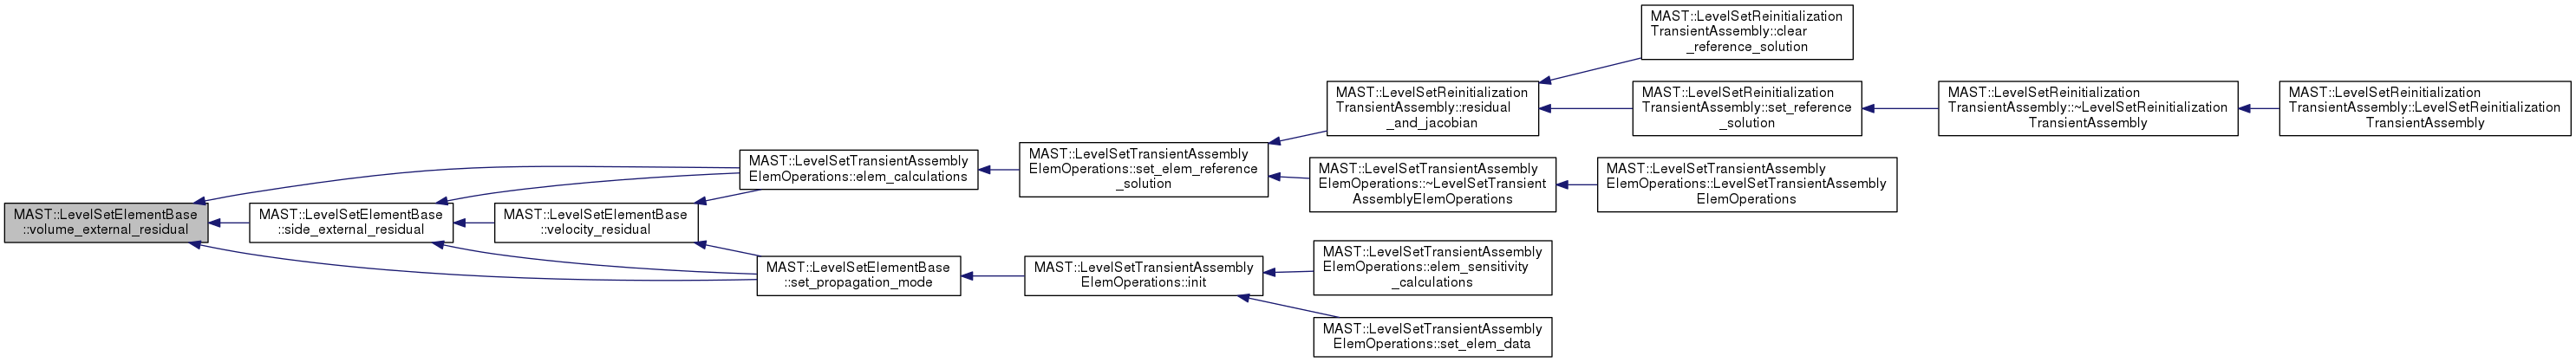 MAST::LevelSetReinitialization
TransientAssembly::clear
_reference_solution
MAST::LevelSetReinitialization
TransientAssembly::residual
_and_jacobian
MAST::LevelSetReinitialization
TransientAssembly::set_reference
_solution
MAST::LevelSetReinitialization
TransientAssembly::~LevelSetReinitialization
TransientAssembly
MAST::LevelSetReinitialization
TransientAssembly::LevelSetReinitialization
TransientAssembly
MAST::LevelSetTransientAssembly
ElemOperations::elem_calculations
MAST::LevelSetTransientAssembly
ElemOperations::set_elem_reference
_solution
MAST::LevelSetTransientAssembly
ElemOperations::~LevelSetTransient
AssemblyElemOperations
MAST::LevelSetTransientAssembly
ElemOperations::LevelSetTransientAssembly
ElemOperations
MAST::LevelSetElementBase
::volume_external_residual
MAST::LevelSetElementBase
::side_external_residual
MAST::LevelSetElementBase
::velocity_residual
MAST::LevelSetElementBase
::set_propagation_mode
MAST::LevelSetTransientAssembly
ElemOperations::init
MAST::LevelSetTransientAssembly
ElemOperations::elem_sensitivity
_calculations
MAST::LevelSetTransientAssembly
ElemOperations::set_elem_data